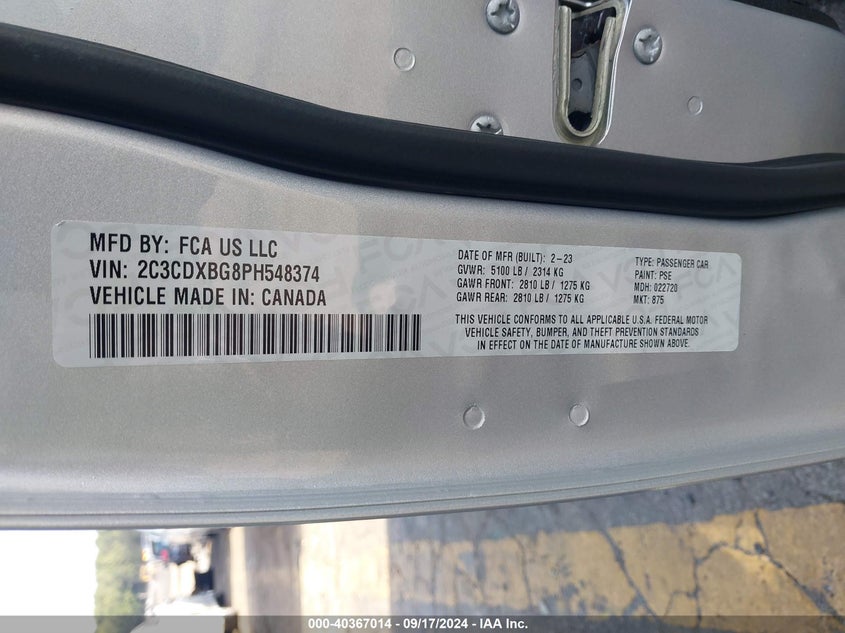 MFD BY: FCA US LLC
VIN: 2C3CDXBG8PH548374
VEHICLE MADE IN: CANADA
DATE OF MFR (BUILT): 2-23
GVWR: 5100 LB / 2314 KG
GAWR FRONT: 2810 LB / 1275 KG
GAWR REAR: 2810 LB / 1275 KG
TYPE: PASSENGER CAR
PAINT: PSE
MDH: 022720
MKT: 875
THIS VEHICLE CONFORMS TO ALL APPLICABLE U.S.A. FEDERAL MOTOR
VEHICLE SAFETY, BUMPER, AND THEFT PREVENTION STANDARDS
IN EFFECT ON THE DATE OF MANUFACTURE SHOWN ABOVE.
000-40367014 - 09/17/2024 - IAA Inc.